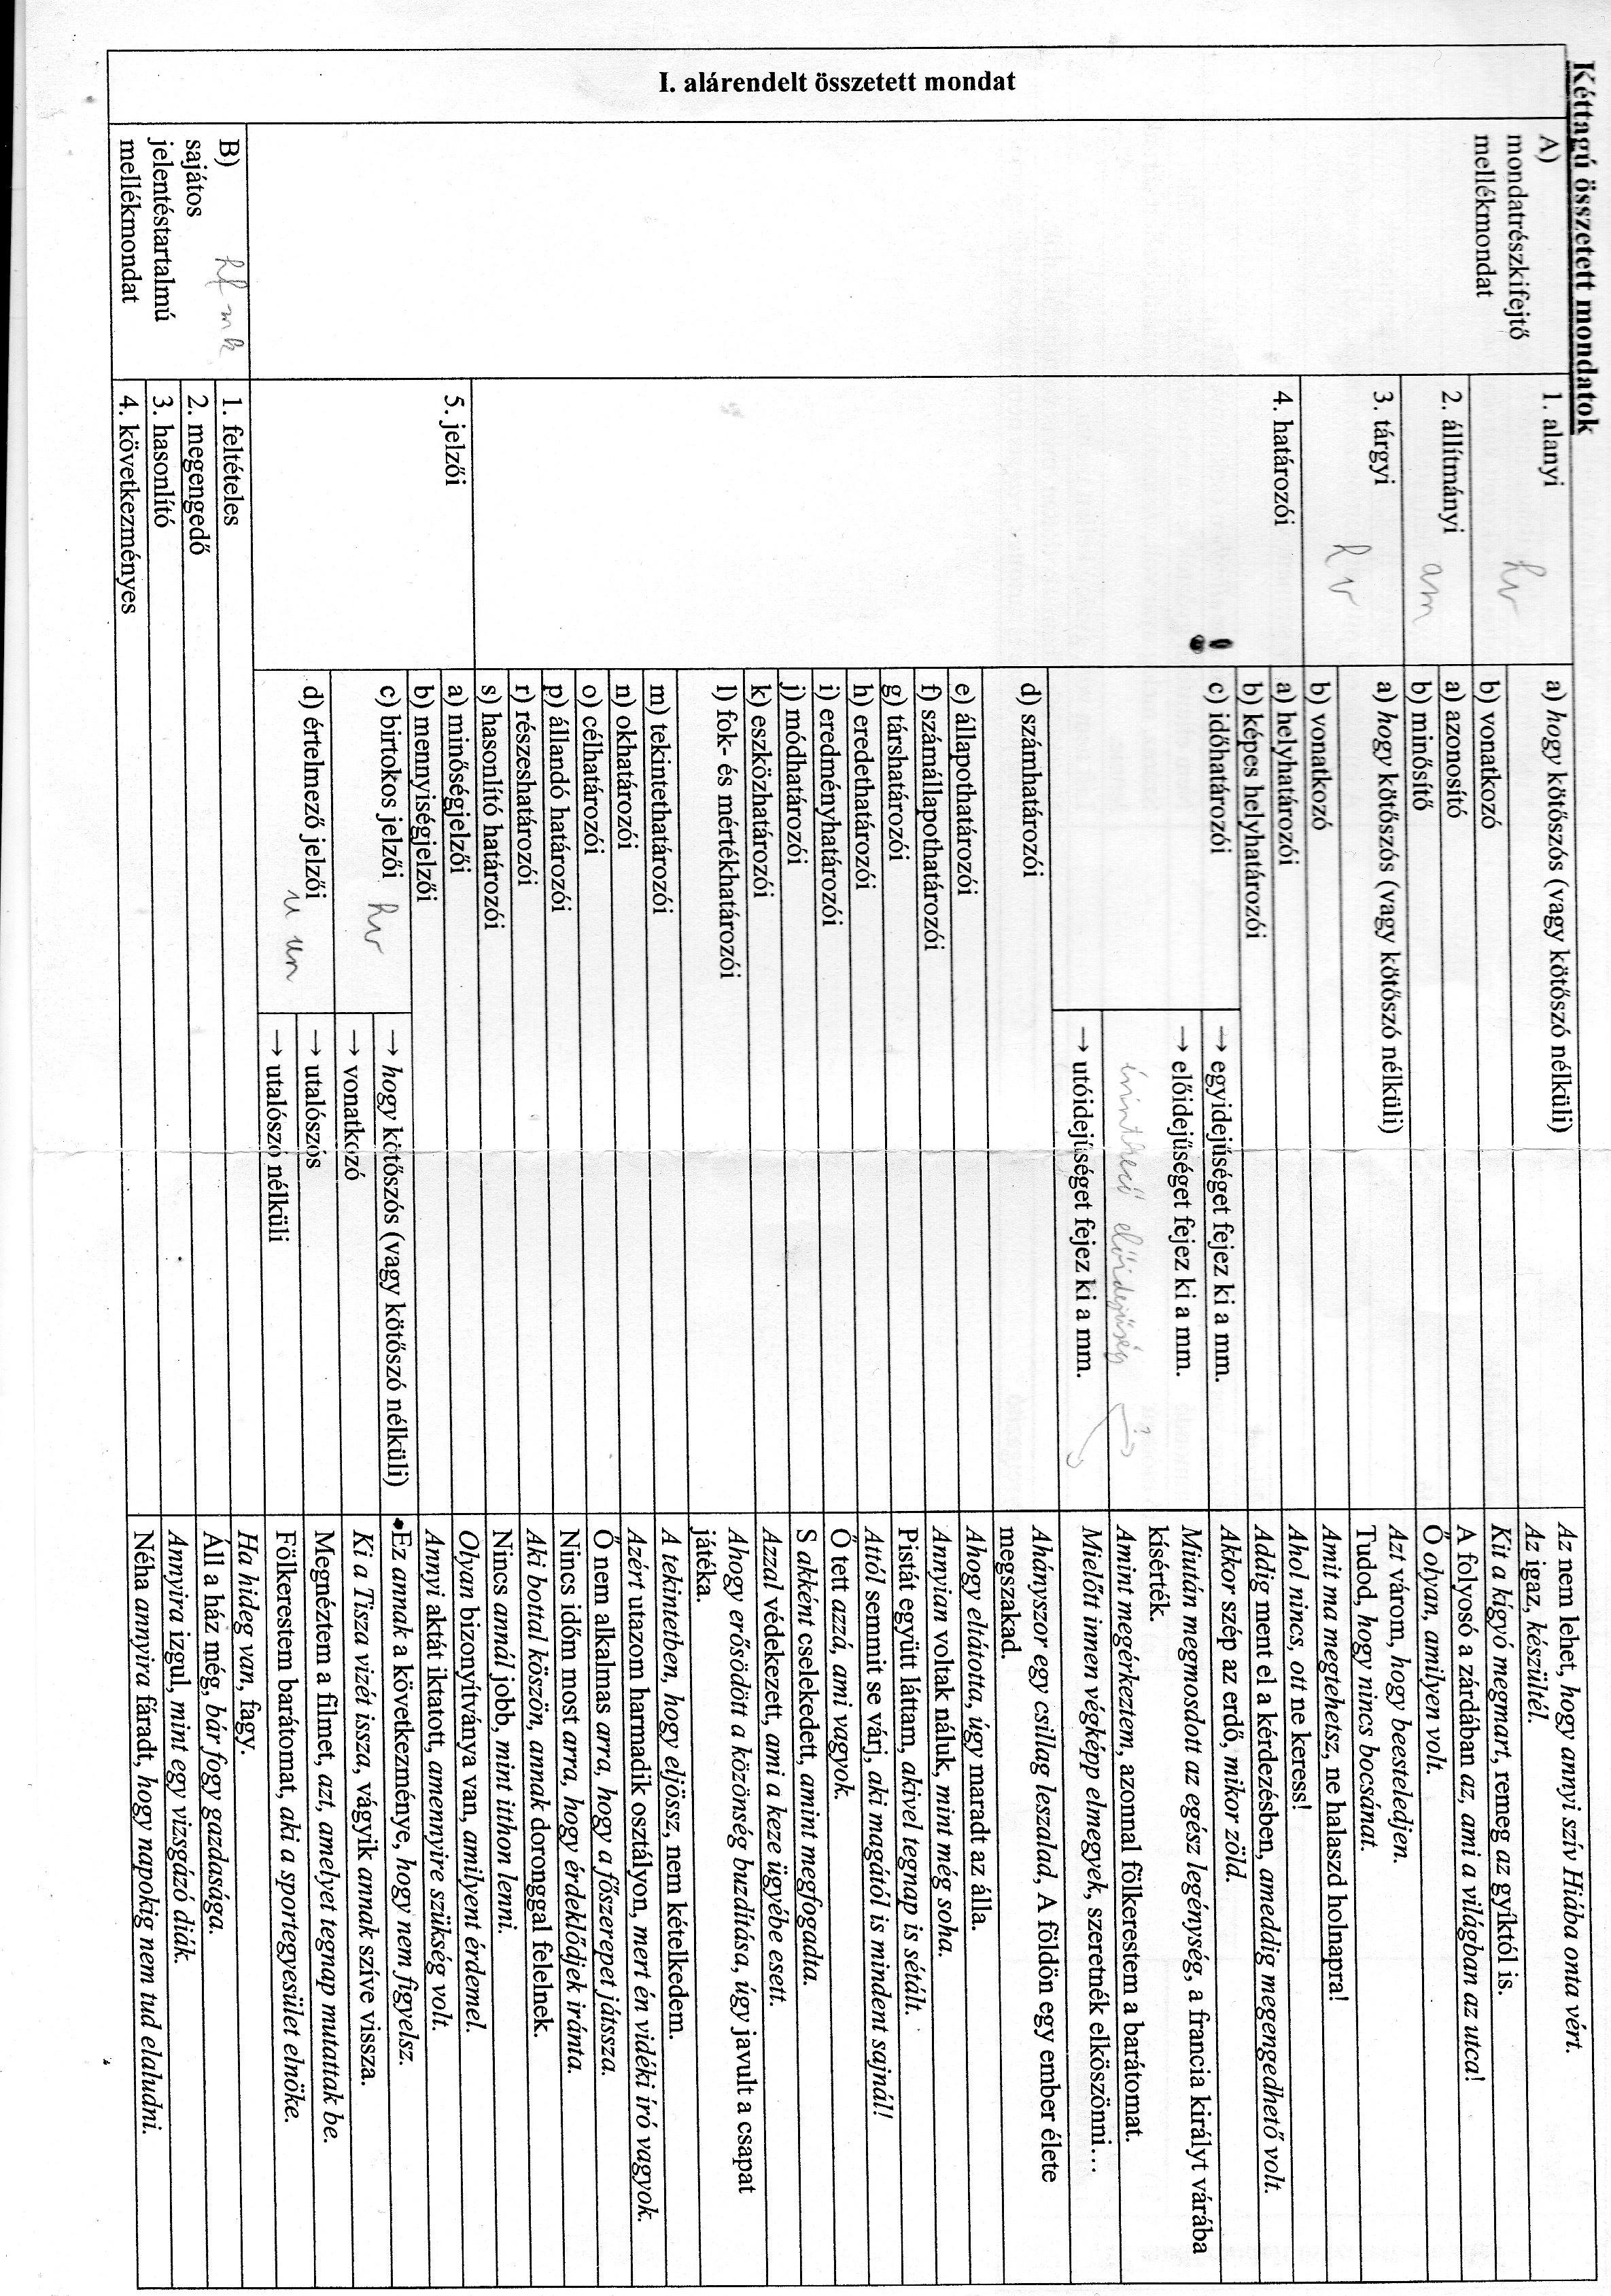 Kéttagú összetett mondatok
I. alárendelt összetett mondat
A)
mondatrészkifejtő
mellékmondat
1. alanyi
hv
a) hogy kötőszós (vagy kötőszó nélküli)
Az nem lehet, hogy annyi szív Hiába onta vért.
Az igaz, készültél.
b) vonatkozó
Kit a kígyó megmart, remeg az gyíktól is.
2. állítmányi
am
a) azonosító
A folyosó a zárdában az, ami a világban az utca!
b) minősítő
Ő olyan, amilyen volt.
3. tárgyi
hv
a) hogy kötőszós (vagy kötőszó nélküli)
Azt várom, hogy beesteledjen.
Tudod, hogy nincs bocsánat.
b) vonatkozó
Amit ma megtehetsz, ne halaszd holnapra!
4. határozói
a) helyhatározói
Ahol nincs, ott ne keress!
b) képes helyhatározói
Addig ment el a kérdezésben, ameddig megengedhető volt.
!
c) időhatározói
→ egyidejűséget fejez ki a mm.
Akkor szép az erdő, mikor zöld.
→ előidejűséget fejez ki a mm.
Miután megmosdott az egész legénység, a francia királyt várába
kísérték.
érintkező előidejűség ?
Amint megérkeztem, azonnal fölkerestem a barátomat.
→ utóidejűséget fejez ki a mm.
Mielőtt innen végképp elmegyek, szeretnék elköszönni…
d) számhatározói
Ahányszor egy csillag leszalad, A földön egy ember élete
megszakad.
e) állapothatározói
Ahogy eltátotta, úgy maradt az álla.
f) számállapothatározói
Annyian voltak náluk, mint még soha.
g) társhatározói
Pistát együtt láttam, akivel tegnap is sétált.
h) eredethatározói
Attól semmit se várj, aki magától is mindent sajnál!
i) eredményhatározói
Ő tett azzá, ami vagyok.
j) módhatározói
S akként cselekedett, amint megfogadta.
k) eszközhatározói
Azzal védekezett, ami a keze ügyébe esett.
l) fok- és mértékhatározói
Ahogy erősödött a közönség buzdítása, úgy javult a csapat
játéka.
m) tekintethatározói
A tekintetben, hogy eljössz, nem kételkedem.
n) okhatározói
Azért utazom harmadik osztályon, mert én vidéki író vagyok.
o) célhatározói
Ő nem alkalmas arra, hogy a főszerepet játssza.
p) állandó határozói
Nincs időm most arra, hogy érdeklődjek iránta.
r) részeshatározói
Aki bottal köszön, annak doronggal felelnek.
s) hasonlító határozói
Nincs annál jobb, mint itthon lenni.
5. jelzői
a) minőségjelzői
Olyan bizonyítványa van, amilyent érdemel.
b) mennyiségjelzői
Annyi aktát iktatott, amennyire szükség volt.
c) birtokos jelzői
hv
→ hogy kötőszós (vagy kötőszó nélküli)
Ez annak a következménye, hogy nem figyelsz.
→ vonatkozó
Ki a Tisza vizét issza, vágyik annak szíve vissza.
d) értelmező jelzői
u un
→ utalószós
Megnéztem a filmet, azt, amelyet tegnap mutattak be.
→ utalószó nélküli
Fölkerestem barátomat, aki a sportegyesület elnöke.
B)
hf mk
sajátos
jelentéstartalmú
mellékmondat
1. feltételes
Ha hideg van, fagy.
2. megengedő
Áll a ház még, bár fogy gazdasága.
3. hasonlító
Annyira izgul, mint egy vizsgázó diák.
4. következményes
Néha annyira fáradt, hogy napokig nem tud elaludni.